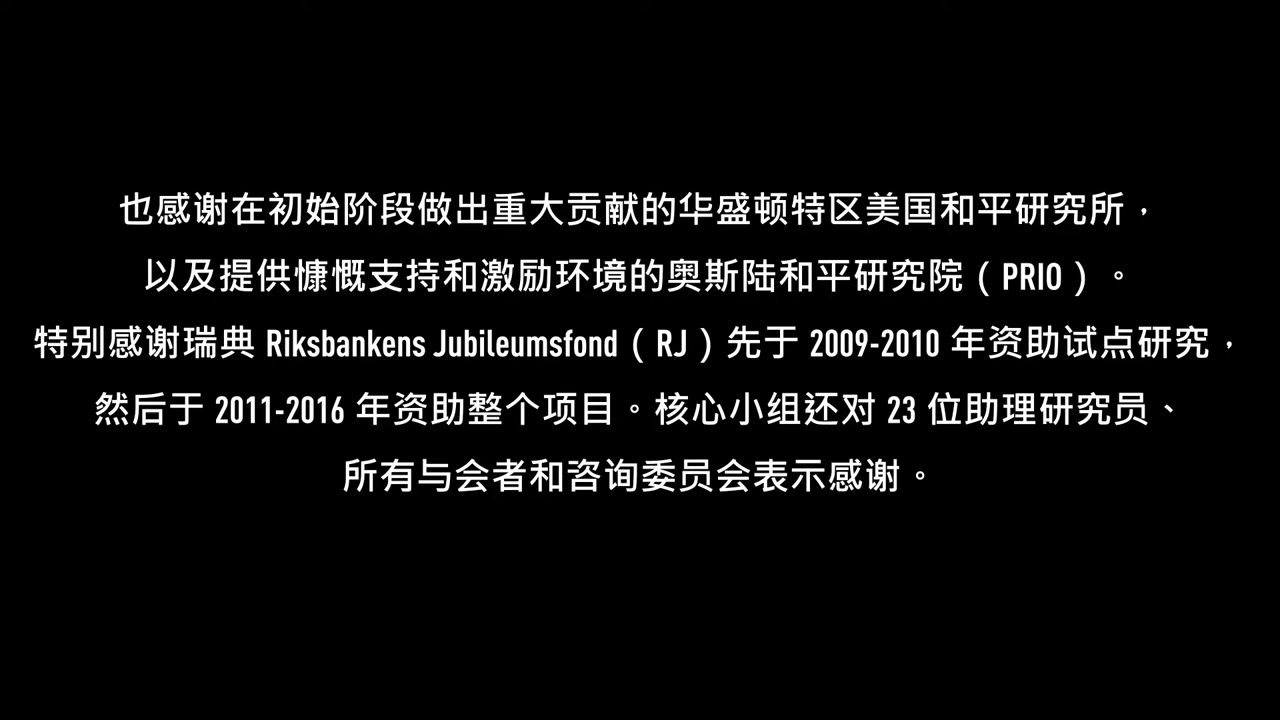 也感谢在初始阶段做出重大贡献的华盛顿特区美国和平研究所，
以及提供慷慨支持和激励环境的奥斯陆和平研究院（PRIO）。
特别感谢瑞典 Riksbankens Jubileumsfond（RJ）先于 2009-2010 年资助试点研究，
然后于 2011-2016 年资助整个项目。核心小组还对 23 位助理研究员、
所有与会者和咨询委员会表示感谢。